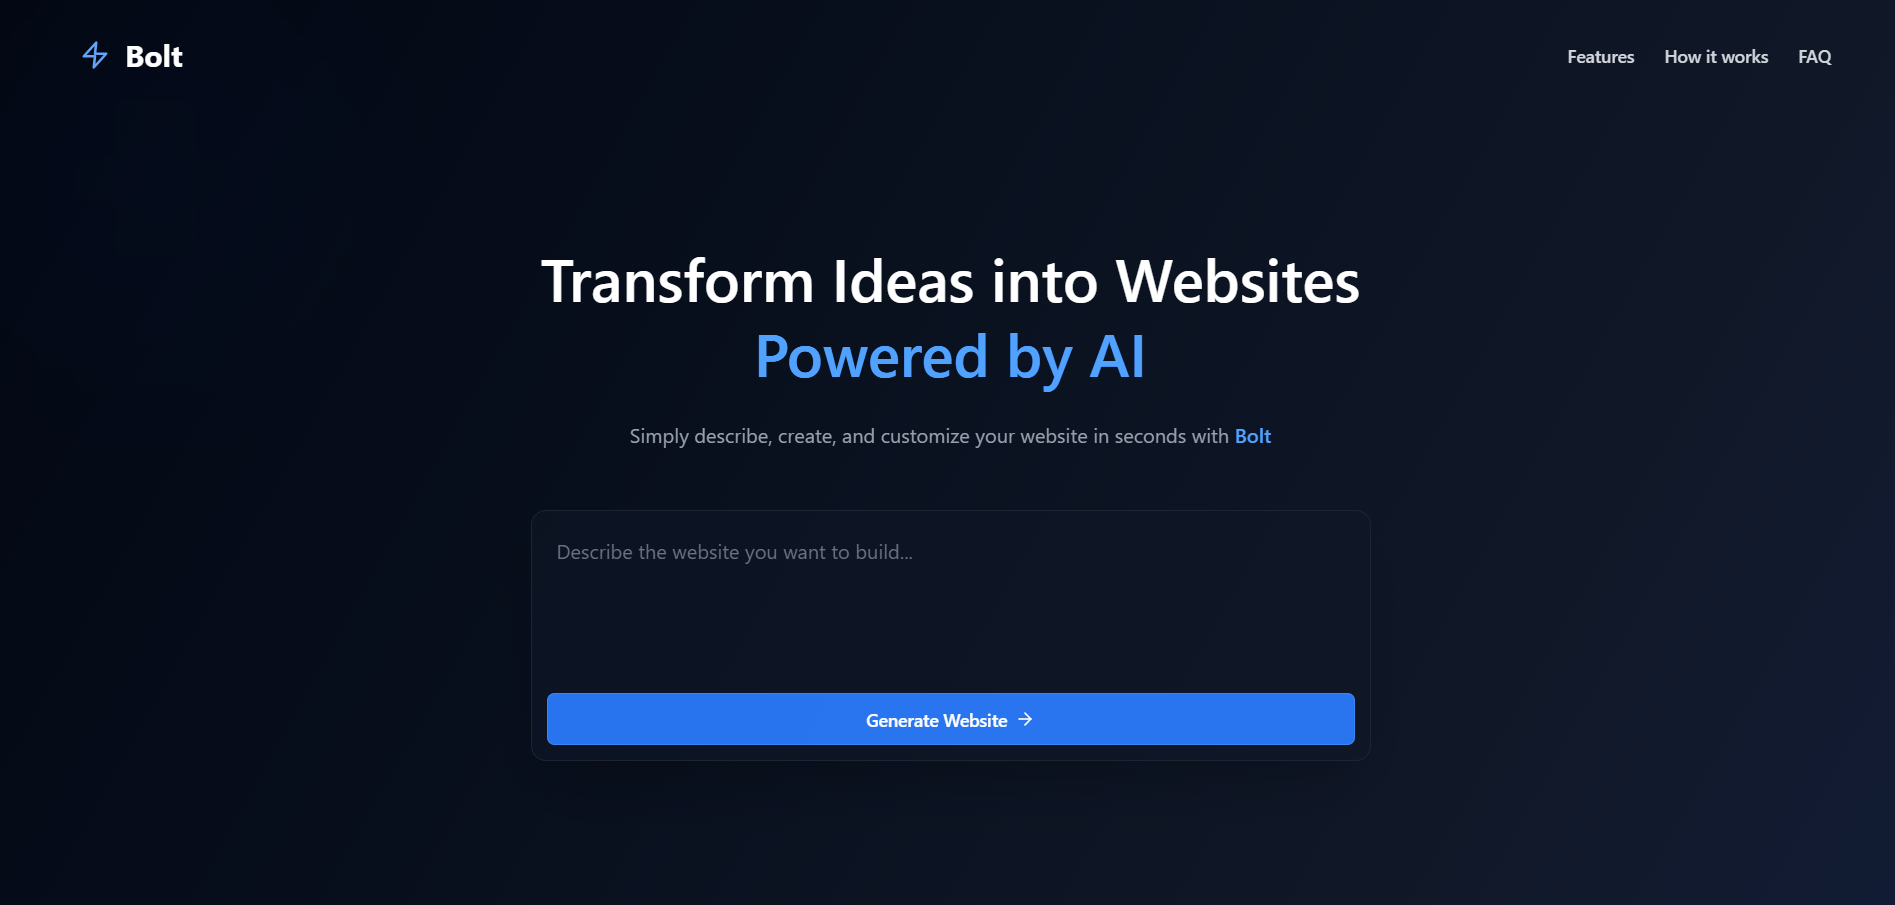 Bolt
Features
How it works
FAQ
Transform Ideas into Websites
Powered by AI
Simply describe, create, and customize your website in seconds with Bolt
Describe the website you want to build...
Generate Website →